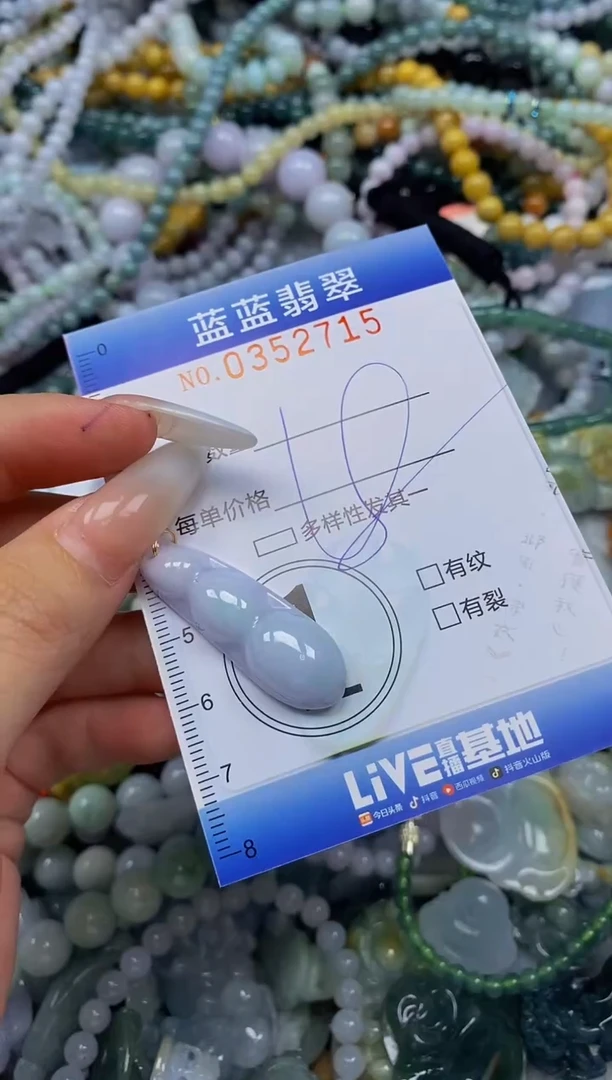 0
蓝蓝翡翠
NO.0352715
每单价格
多样性发其一
有纹
有裂
5
6
7
8
LiVE直播基地
今日头条 抖音 西瓜视频 抖音火山版